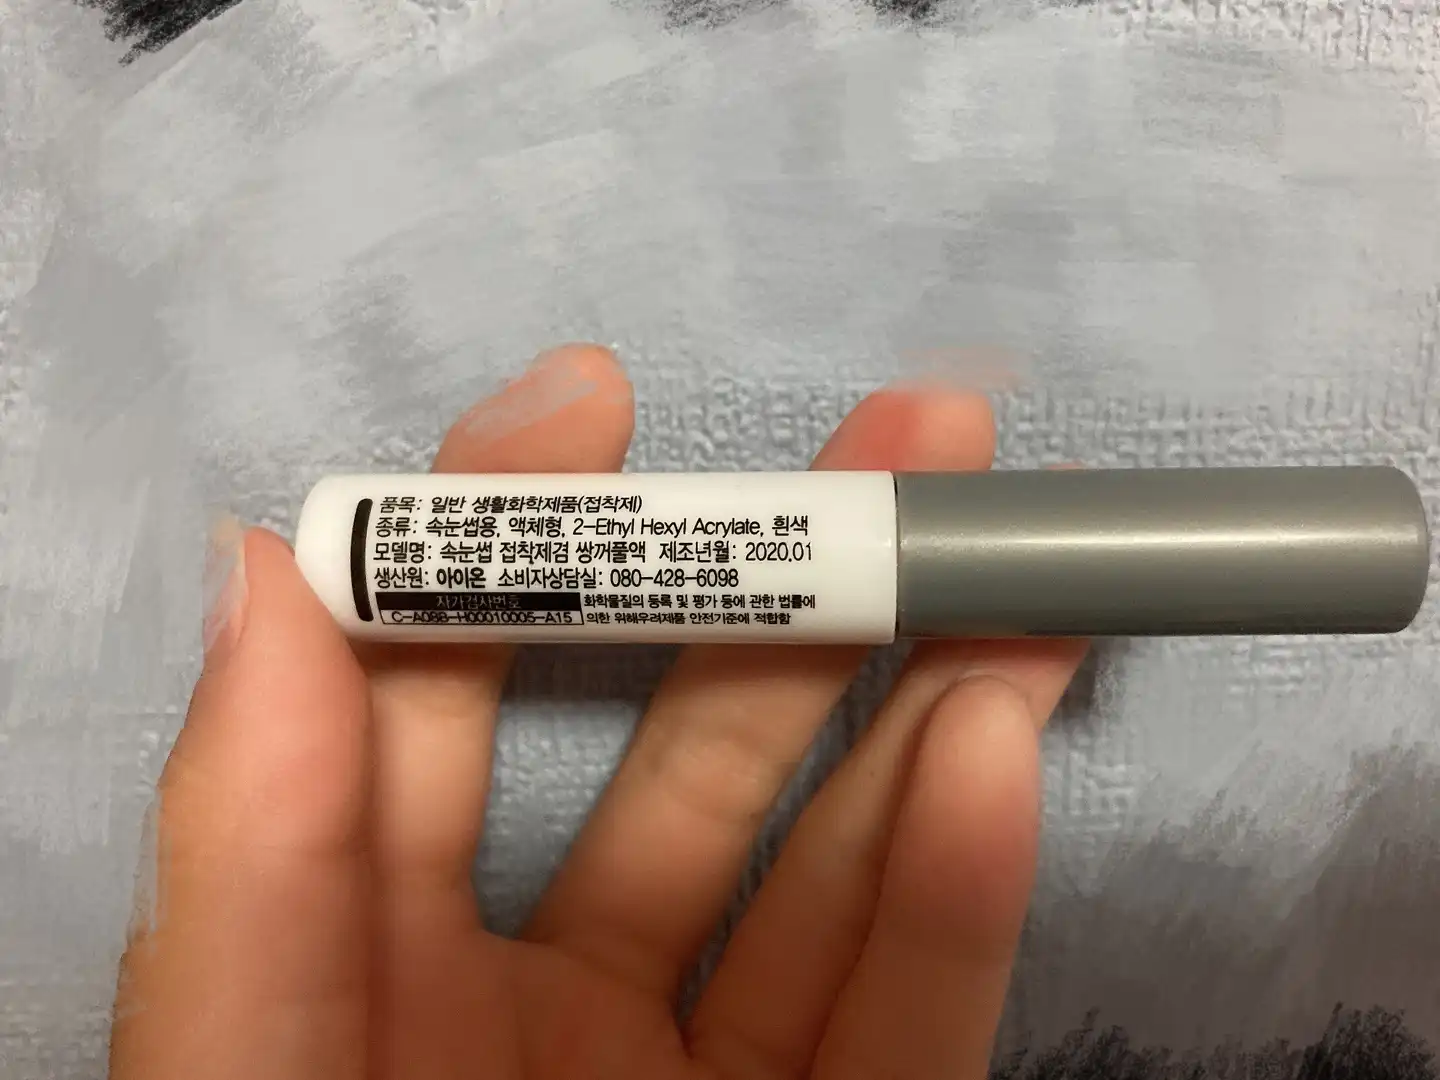 품목: 일반 생활화학제품(접착제)
종류: 속눈썹용, 액체형, 2-Ethyl Hexyl Acrylate, 흰색
모델명: 속눈썹 접착제겸 쌍꺼풀액 제조년월: 2020.01
생산원: 아이온 소비자상담실: 080-428-6098
자가검사번호 화학물질의 등록 및 평가 등에 관한 법률에
C-A08B-H00010005-A15 의한 위해우려제품 안전기준에 적합함